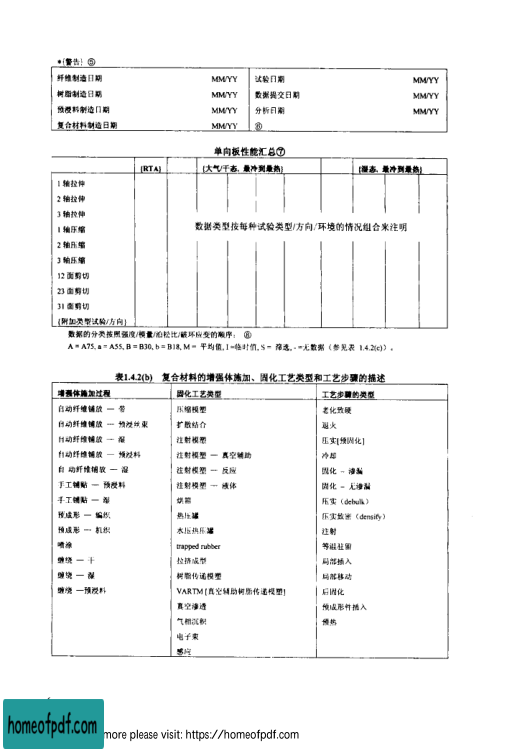 *{警告} ⑤
纤维制造日期 MM/YY 试验日期 MM/YY
树脂制造日期 MM/YY 数据提交日期 MM/YY
预浸料制造日期 MM/YY 分析日期 MM/YY
复合材料制造日期 MM/YY ⑥
单向板性能汇总⑦
{RTA} {大气/干态, 最冷到最热} {湿态, 最冷到最热}
1 轴拉伸
2 轴拉伸
3 轴拉伸
1 轴压缩 数据类型按每种试验类型/方向/环境的情况组合来注明
2 轴压缩
3 轴压缩
12 面剪切
23 面剪切
31 面剪切
{附加类型试验/方向}
数据的分类按照强度/模量/泊松比/破坏应变的顺序: ⑧
A = A75, a = A55, B = B30, b = B18, M = 平均值, I =临时值, S = 筛选, - =无数据(参见表 1.4.2(c))。
表1.4.2(b) 复合材料的增强体施加、固化工艺类型和工艺步骤的描述
增强体施加过程 固化工艺类型 工艺步骤的类型
自动纤维铺放 — 带 压缩模塑 老化致硬
自动纤维铺放 — 预浸丝束 扩散结合 退火
自动纤维铺放 — 湿 注射模塑 压实[预固化]
自动纤维铺放 — 预浸料 注射模塑 — 真空辅助 冷却
自动纤维铺放 — 湿 注射模塑 — 反应 固化 – 渗漏
手工铺贴 — 预浸料 注射模塑 — 液体 固化 – 无渗漏
手工铺贴 — 湿 烘箱 压实(debulk)
预成形 — 编织 热压罐 压实致密(densify)
预成形 — 机织 水压热压罐 注射
喷涂 trapped rubber 等温驻留
缠绕 — 干 拉挤成型 局部插入
缠绕 — 湿 树脂传递模塑 局部移动
缠绕 —预浸料 VARTM [真空辅助树脂传递模塑] 后固化
真空渗透 预成形件插入
气相沉积 预热
电子束
感应
homeofpdf.com
more please visit: https://homeofpdf.com